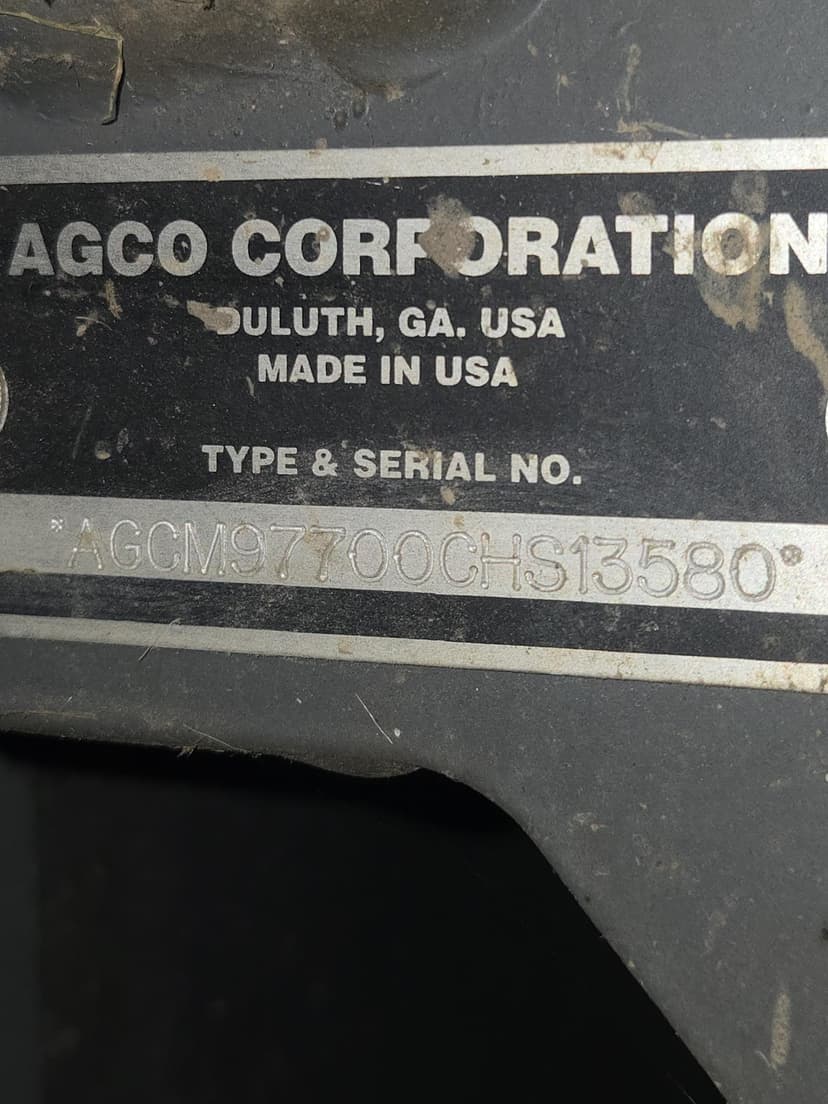 AGCO CORPORATION
DULUTH, GA. USA
MADE IN USA
TYPE & SERIAL NO.
*AGCM97700CHS13580*